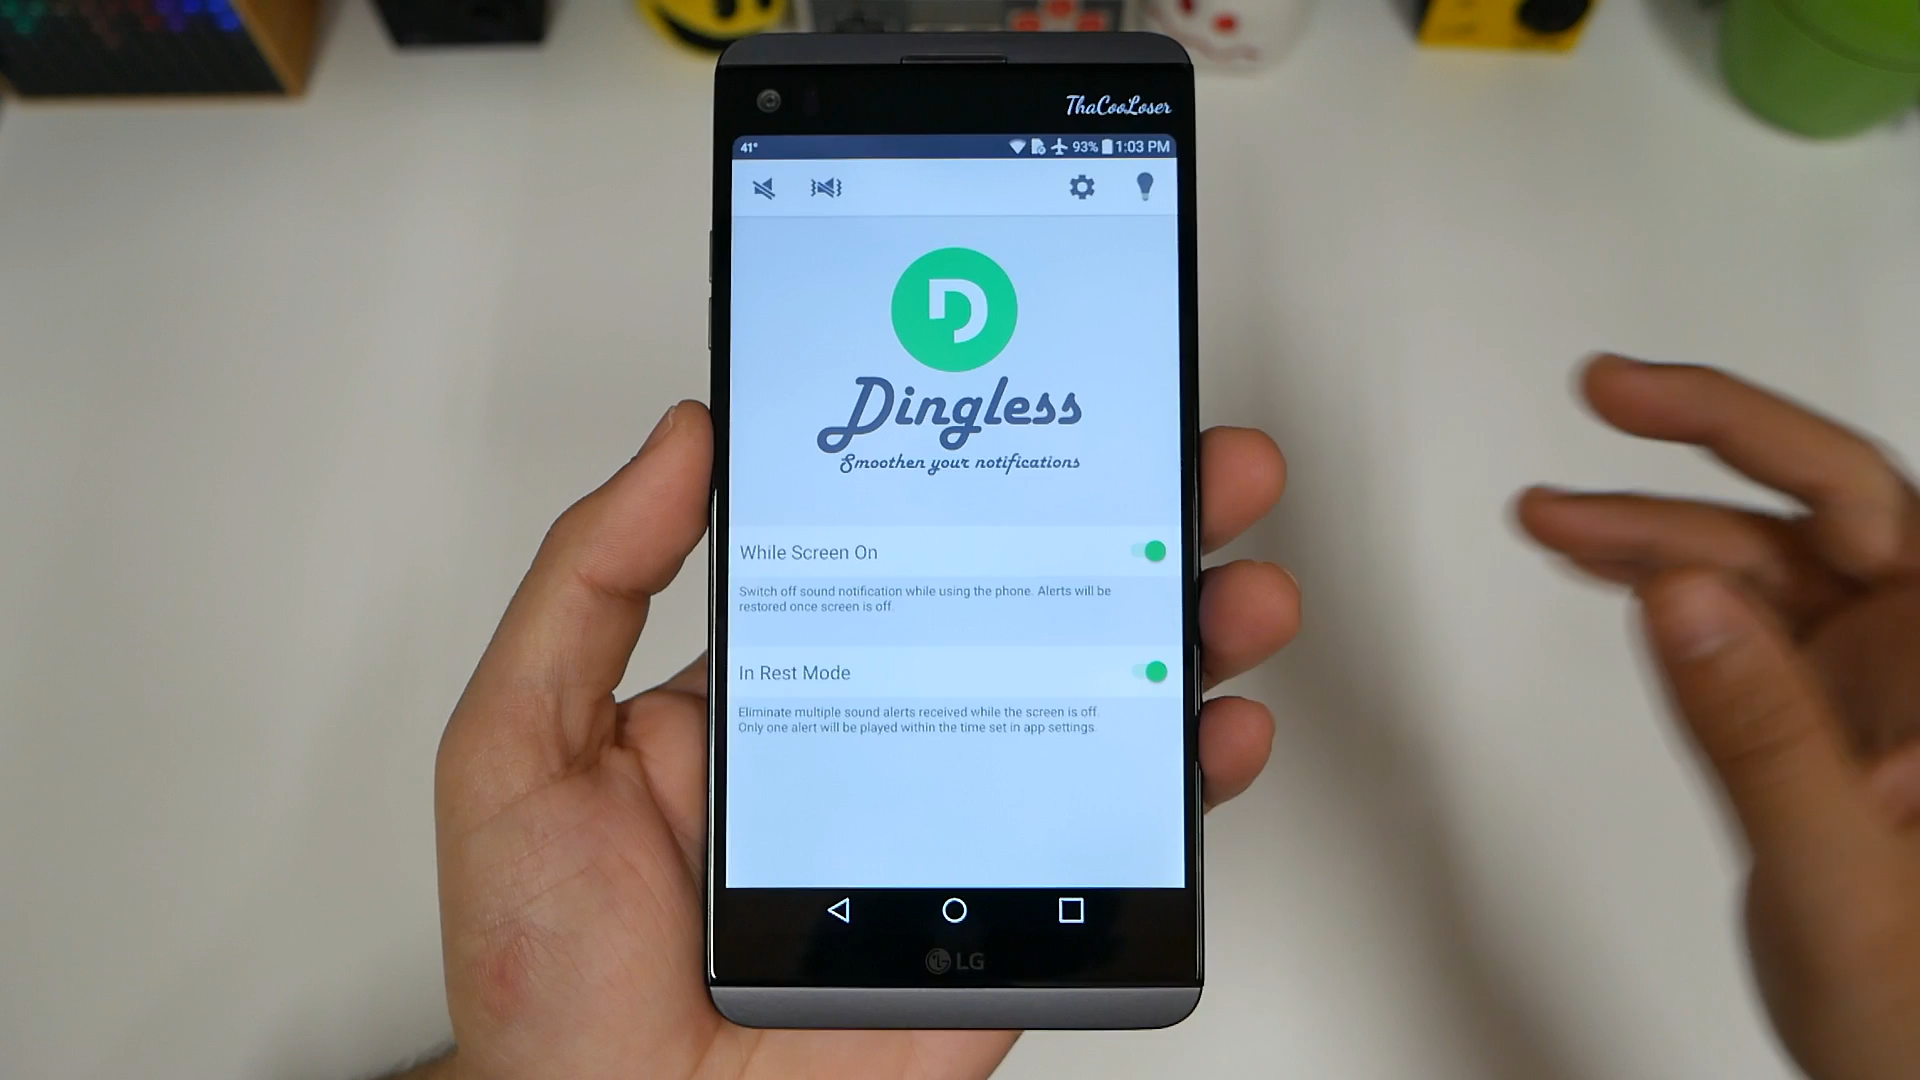 ThaCooLoser
41° 93% 1:03 PM
D
Dingless
Smoothen your notifications
While Screen On
Switch off sound notification while using the phone. Alerts will be
restored once screen is off.
In Rest Mode
Eliminate multiple sound alerts received while the screen is off.
Only one alert will be played within the time set in app settings.
LG